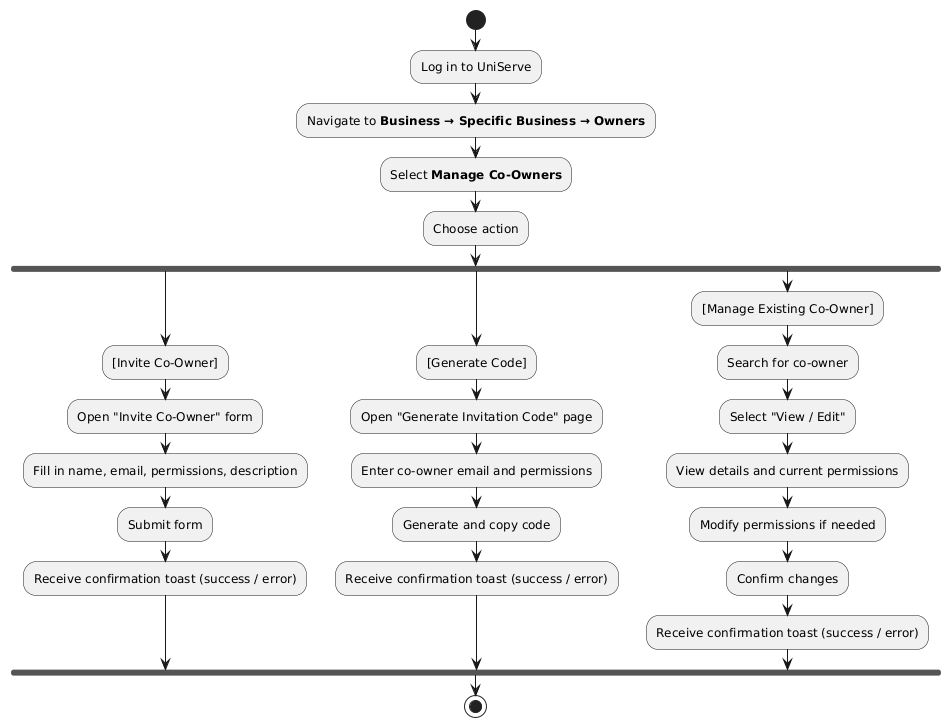 Log in to UniServe
Navigate to Business → Specific Business → Owners
Select Manage Co-Owners
Choose action
[Invite Co-Owner]
Open "Invite Co-Owner" form
Fill in name, email, permissions, description
Submit form
Receive confirmation toast (success / error)
[Generate Code]
Open "Generate Invitation Code" page
Enter co-owner email and permissions
Generate and copy code
Receive confirmation toast (success / error)
[Manage Existing Co-Owner]
Search for co-owner
Select "View / Edit"
View details and current permissions
Modify permissions if needed
Confirm changes
Receive confirmation toast (success / error)